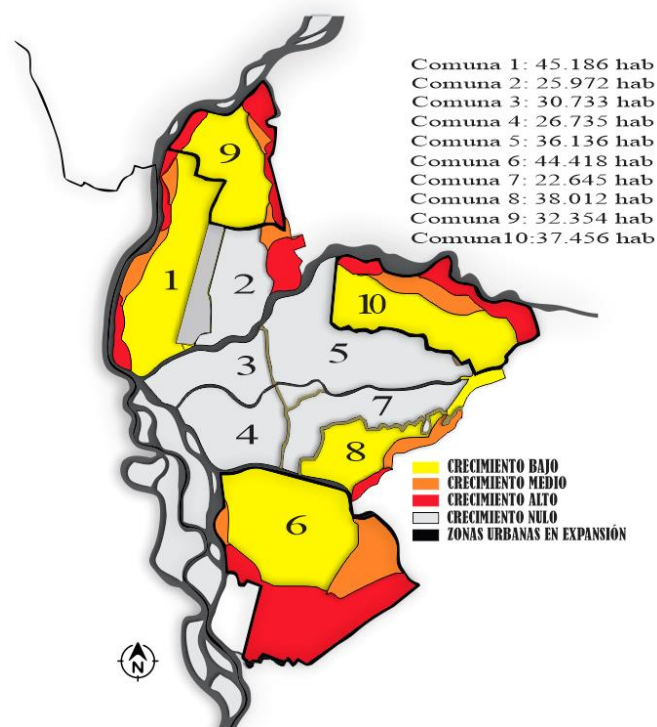 Comuna 1: 45.186 hab
Comuna 2: 25.972 hab
Comuna 3: 30.733 hab
Comuna 4: 26.735 hab
Comuna 5: 36.136 hab
Comuna 6: 44.418 hab
Comuna 7: 22.645 hab
Comuna 8: 38.012 hab
Comuna 9: 32.354 hab
Comuna10:37.456 hab
9
1
2
10
5
3
7
4
8
6
CRECIMIENTO BAJO
CRECIMIENTO MEDIO
CRECIMIENTO ALTO
CRECIMIENTO NULO
ZONAS URBANAS EN EXPANSIÓN
N